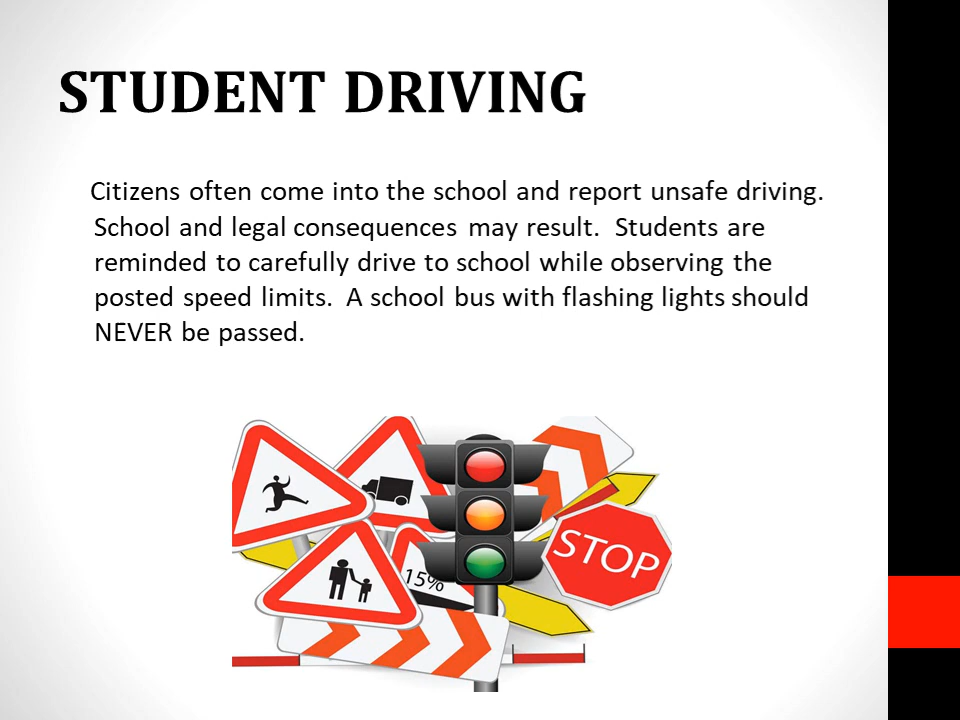 STUDENT DRIVING
Citizens often come into the school and report unsafe driving.
School and legal consequences may result.  Students are
reminded to carefully drive to school while observing the
posted speed limits.  A school bus with flashing lights should
NEVER be passed.
15%
STOP